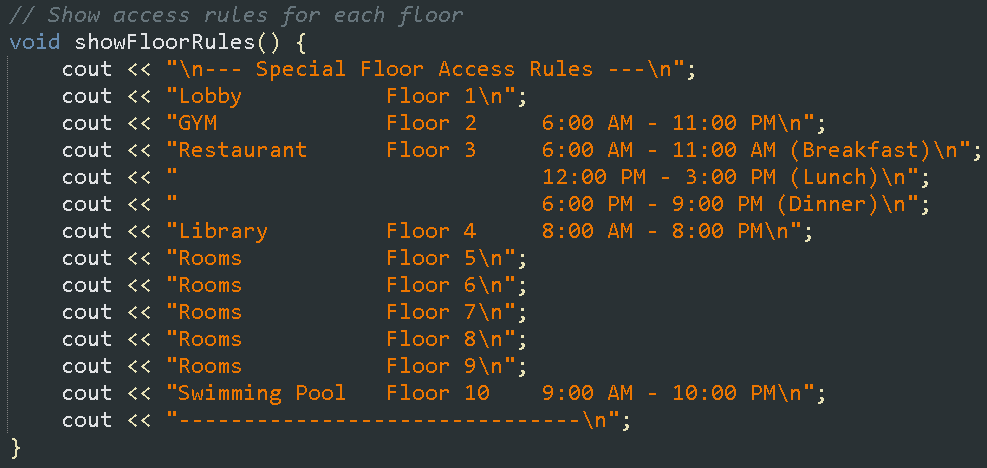 // Show access rules for each floor
void showFloorRules() {
    cout << "\n--- Special Floor Access Rules ---\n";
    cout << "Lobby           Floor 1\n";
    cout << "GYM             Floor 2     6:00 AM - 11:00 PM\n";
    cout << "Restaurant      Floor 3     6:00 AM - 11:00 AM (Breakfast)\n";
    cout << "                            12:00 PM - 3:00 PM (Lunch)\n";
    cout << "                            6:00 PM - 9:00 PM (Dinner)\n";
    cout << "Library         Floor 4     8:00 AM - 8:00 PM\n";
    cout << "Rooms           Floor 5\n";
    cout << "Rooms           Floor 6\n";
    cout << "Rooms           Floor 7\n";
    cout << "Rooms           Floor 8\n";
    cout << "Rooms           Floor 9\n";
    cout << "Swimming Pool   Floor 10    9:00 AM - 10:00 PM\n";
    cout << "-------------------------------\n";
}